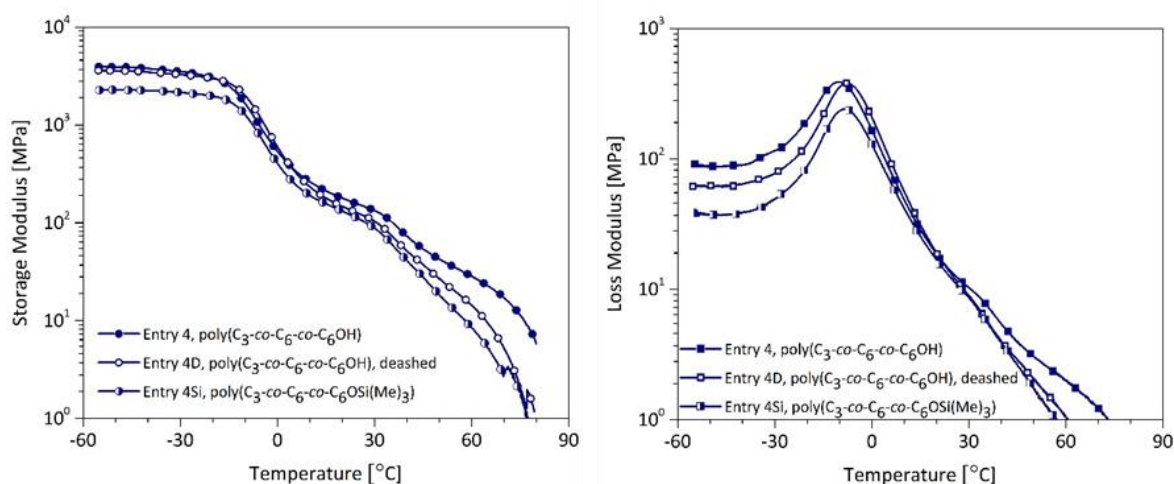 10⁴
10³
10²
10¹
10⁰
Storage Modulus [MPa]
Entry 4, poly(C₃-co-C₆-co-C₆OH)
Entry 4D, poly(C₃-co-C₆-co-C₆OH), deashed
Entry 4Si, poly(C₃-co-C₆-co-C₆OSi(Me)₃)
-60 -30 0 30 60 90
Temperature [°C]
10³
10²
10¹
10⁰
Loss Modulus [MPa]
Entry 4, poly(C₃-co-C₆-co-C₆OH)
Entry 4D, poly(C₃-co-C₆-co-C₆OH), deashed
Entry 4Si, poly(C₃-co-C₆-co-C₆OSi(Me)₃)
-60 -30 0 30 60 90
Temperature [°C]